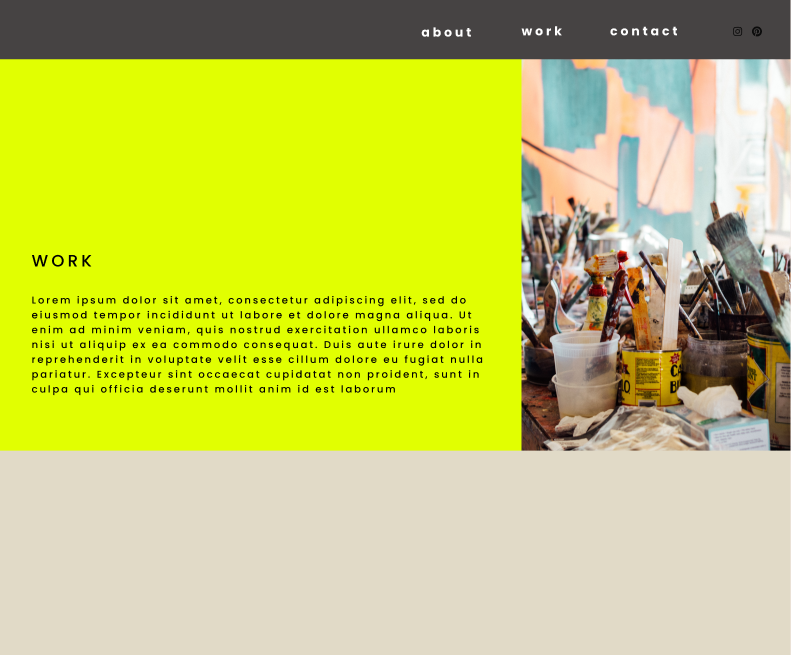 about work contact
WORK
Lorem ipsum dolor sit amet, consectetur adipiscing elit, sed do
eiusmod tempor incididunt ut labore et dolore magna aliqua. Ut
enim ad minim veniam, quis nostrud exercitation ullamco laboris
nisi ut aliquip ex ea commodo consequat. Duis aute irure dolor in
reprehenderit in voluptate velit esse cillum dolore eu fugiat nulla
pariatur. Excepteur sint occaecat cupidatat non proident, sunt in
culpa qui officia deserunt mollit anim id est laborum